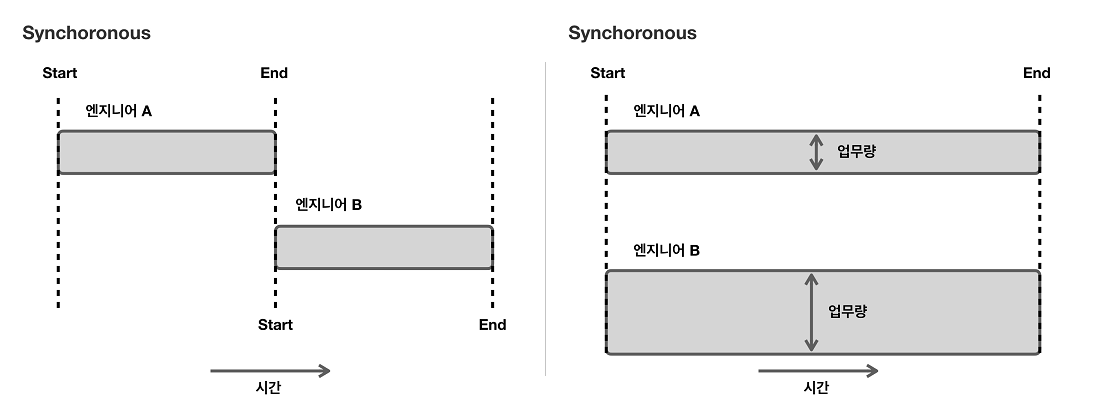 Synchoronous
Start
End
엔지니어 A
엔지니어 B
Start
End
시간
Synchoronous
Start
End
엔지니어 A
업무량
엔지니어 B
업무량
시간